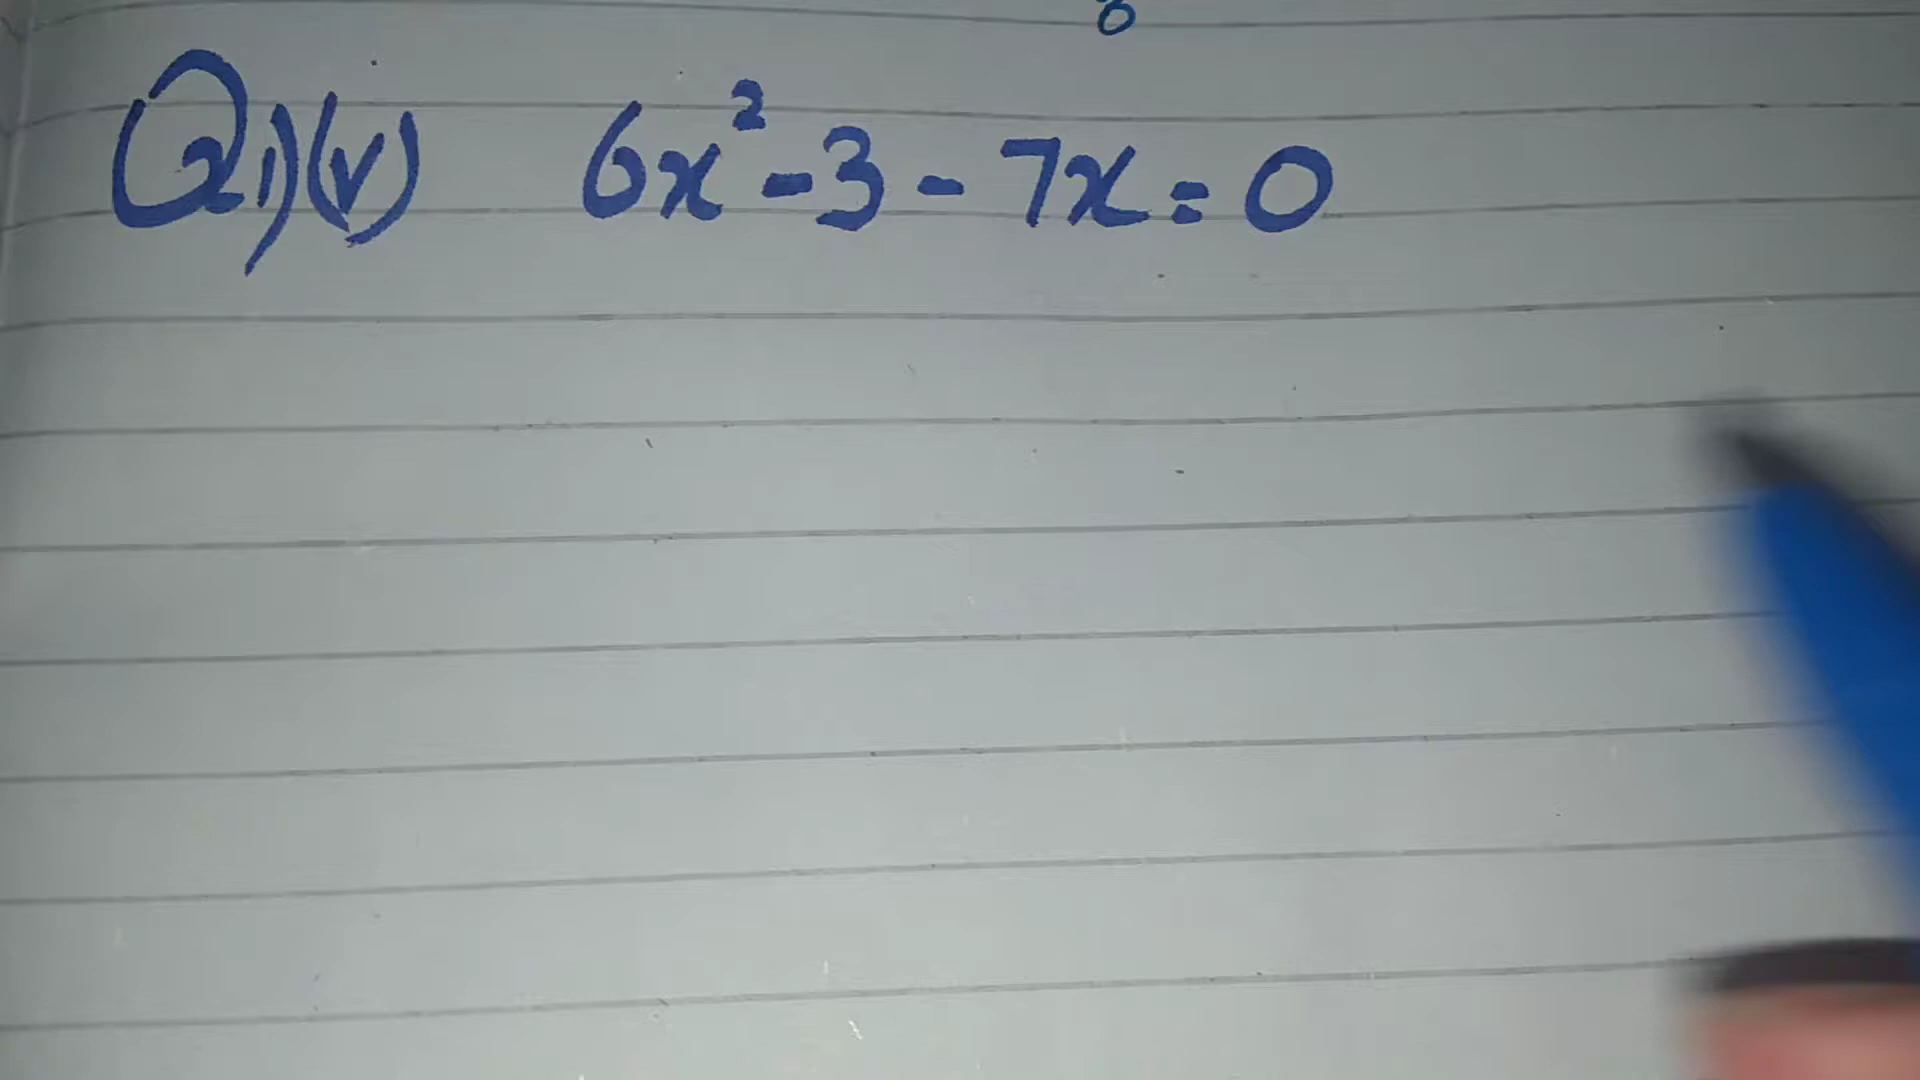 Q1)(v) 6x² - 3 - 7x = 0